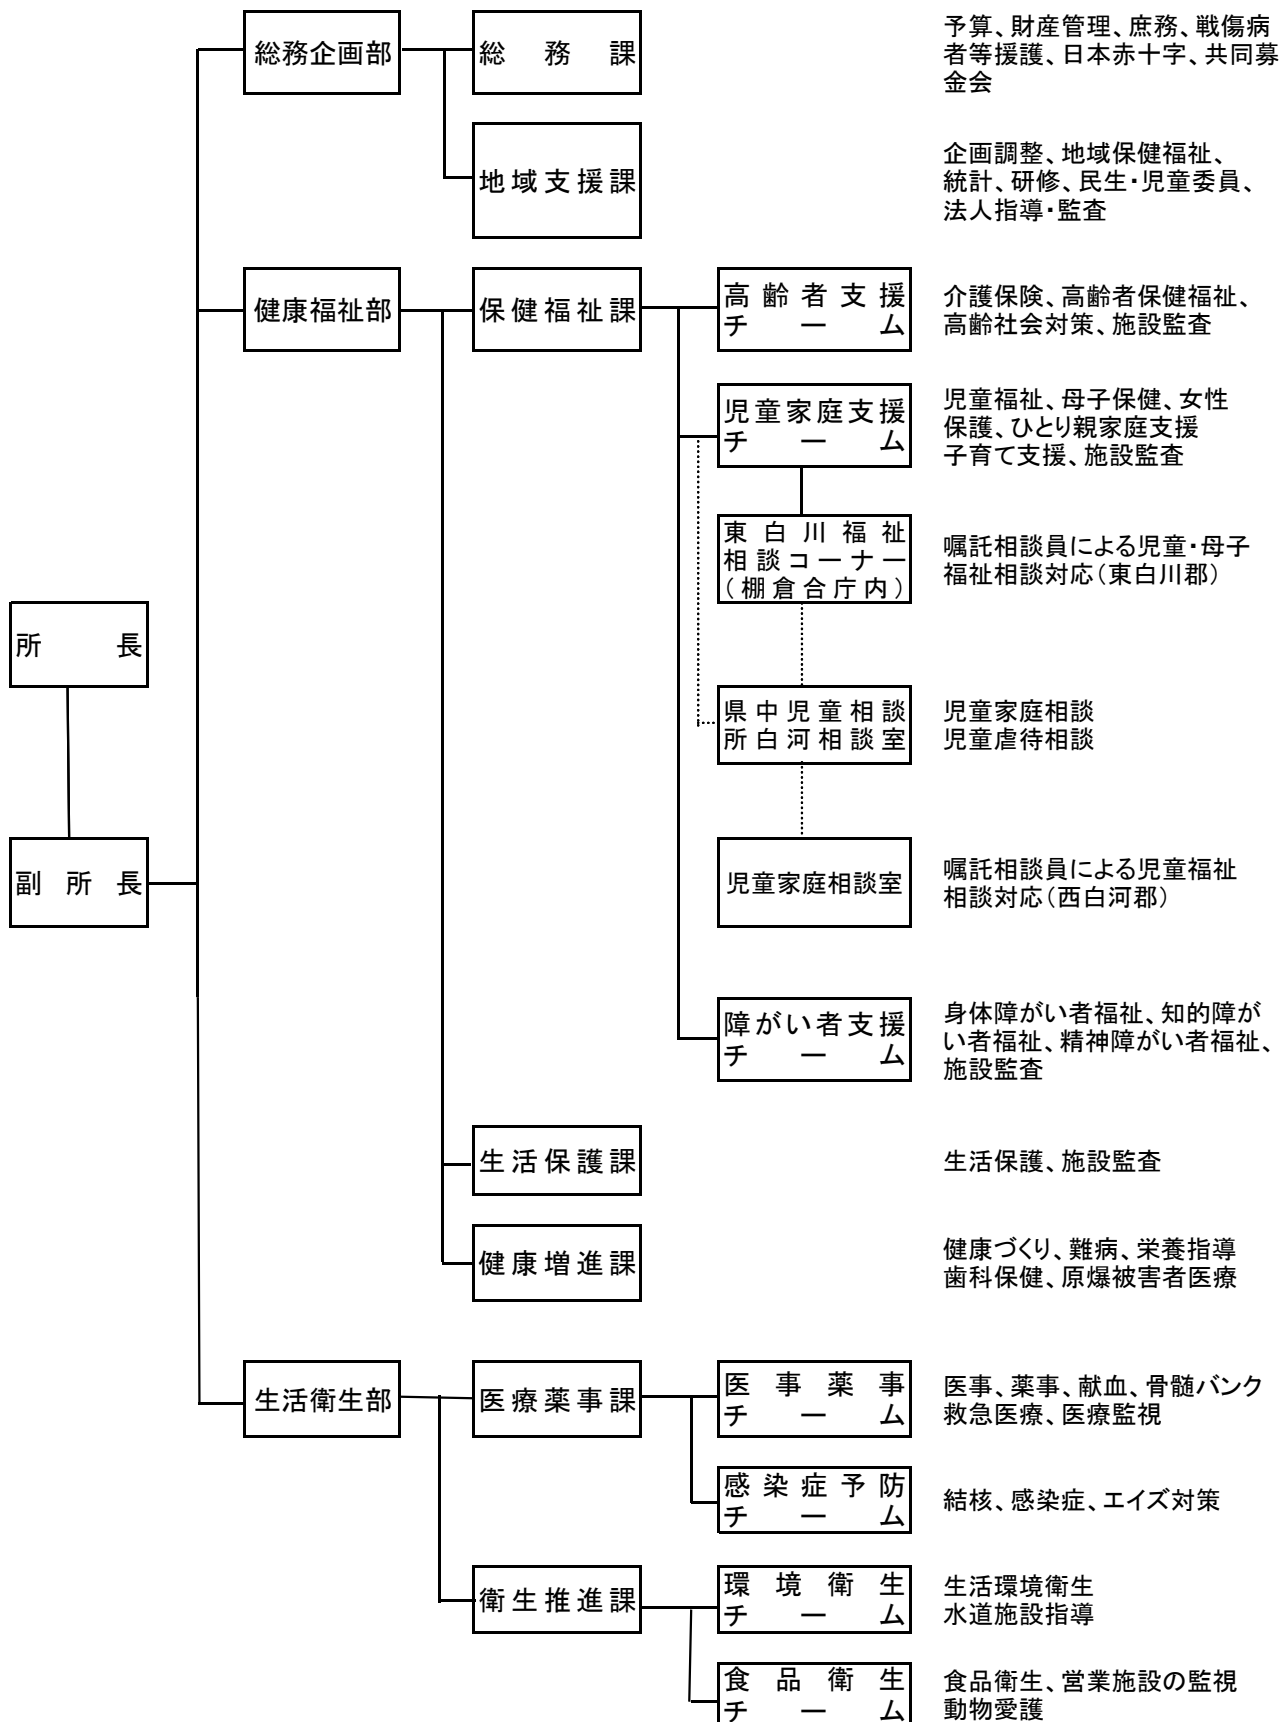 総務企画部
総務課
予算、財産管理、庶務、戦傷病
者等援護、日本赤十字、共同募
金会
地域支援課
企画調整、地域保健福祉、
統計、研修、民生・児童委員、
法人指導・監査
健康福祉部
保健福祉課
高齢者支援
チーム
介護保険、高齢者保健福祉、
高齢社会対策、施設監査
児童家庭支援
チーム
児童福祉、母子保健、女性
保護、ひとり親家庭支援
子育て支援、施設監査
東白川福祉
相談コーナー
(棚倉合庁内)
嘱託相談員による児童・母子
福祉相談対応(東白川郡)
所長
県中児童相談
所白河相談室
児童家庭相談
児童虐待相談
副所長
児童家庭相談室
嘱託相談員による児童福祉
相談対応(西白河郡)
障がい者支援
チーム
身体障がい者福祉、知的障が
い者福祉、精神障がい者福祉、
施設監査
生活保護課
生活保護、施設監査
健康増進課
健康づくり、難病、栄養指導
歯科保健、原爆被害者医療
生活衛生部
医療薬事課
医事薬事
チーム
医事、薬事、献血、骨髄バンク
救急医療、医療監視
感染症予防
チーム
結核、感染症、エイズ対策
衛生推進課
環境衛生
チーム
生活環境衛生
水道施設指導
食品衛生
チーム
食品衛生、営業施設の監視
動物愛護